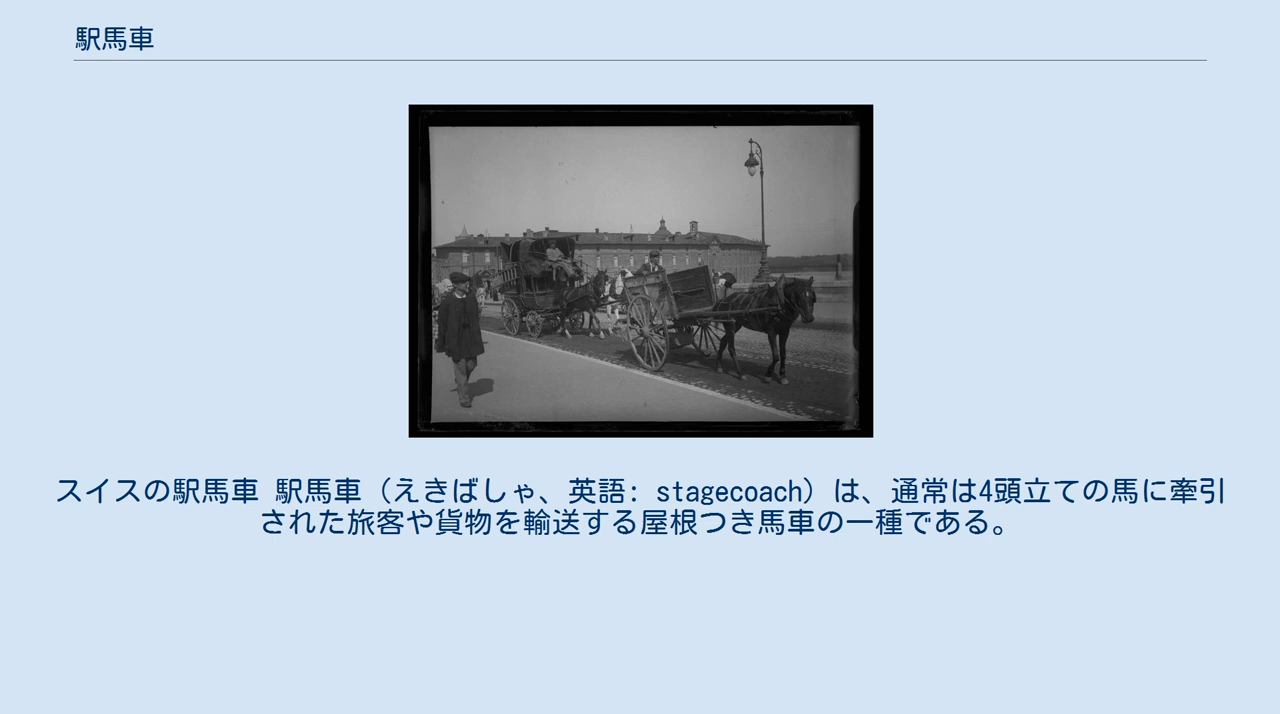 駅馬車
スイスの駅馬車 駅馬車（えきばしゃ、英語: stagecoach）は、通常は4頭立ての馬に牽引
された旅客や貨物を輸送する屋根つき馬車の一種である。